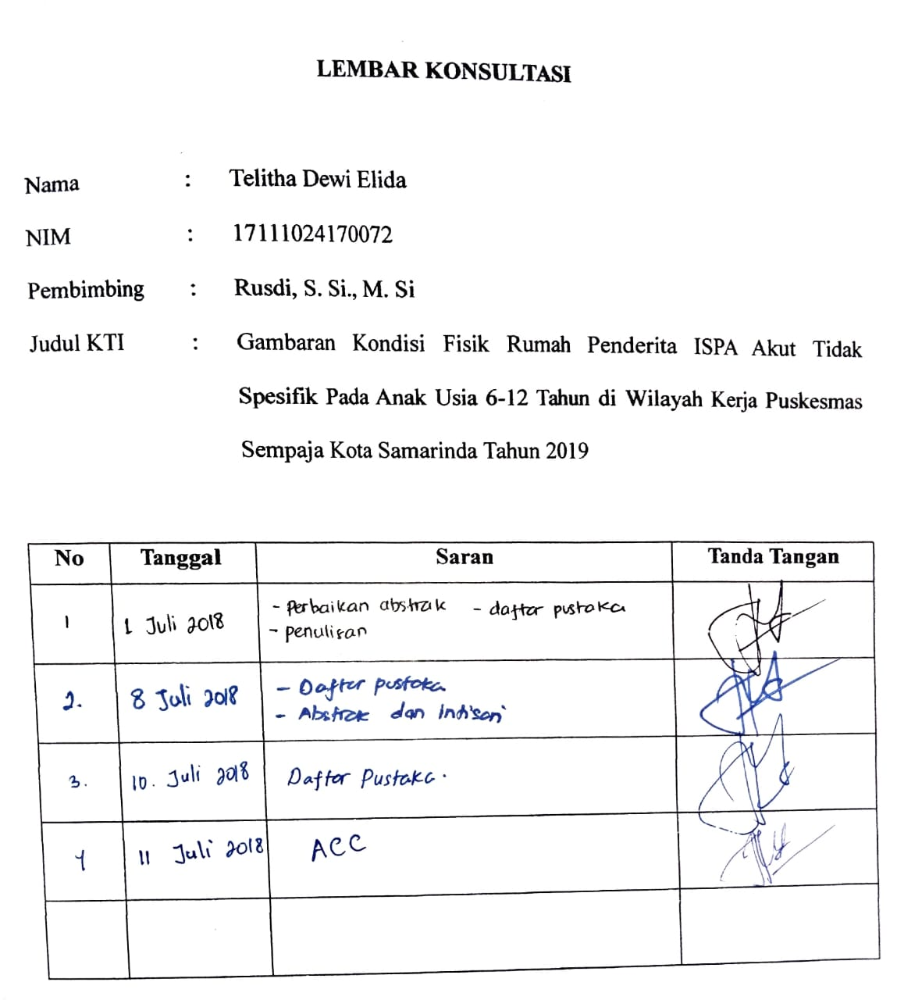 LEMBAR KONSULTASI
Nama : Telitha Dewi Elida
NIM : 17111024170072
Pembimbing : Rusdi, S. Si., M. Si
Judul KTI : Gambaran Kondisi Fisik Rumah Penderita ISPA Akut Tidak
Spesifik Pada Anak Usia 6-12 Tahun di Wilayah Kerja Puskesmas
Sempaja Kota Samarinda Tahun 2019
No Tanggal Saran Tanda Tangan
1 1 Juli 2018 - Perbaikan abstrak - daftar pustaka
- penulisan
2. 8 Juli 2018 - Daftar pustaka
- Abstrak dan
3. 10. Juli 2018 Daftar Pustaka.
4 11 Juli 2018 ACC